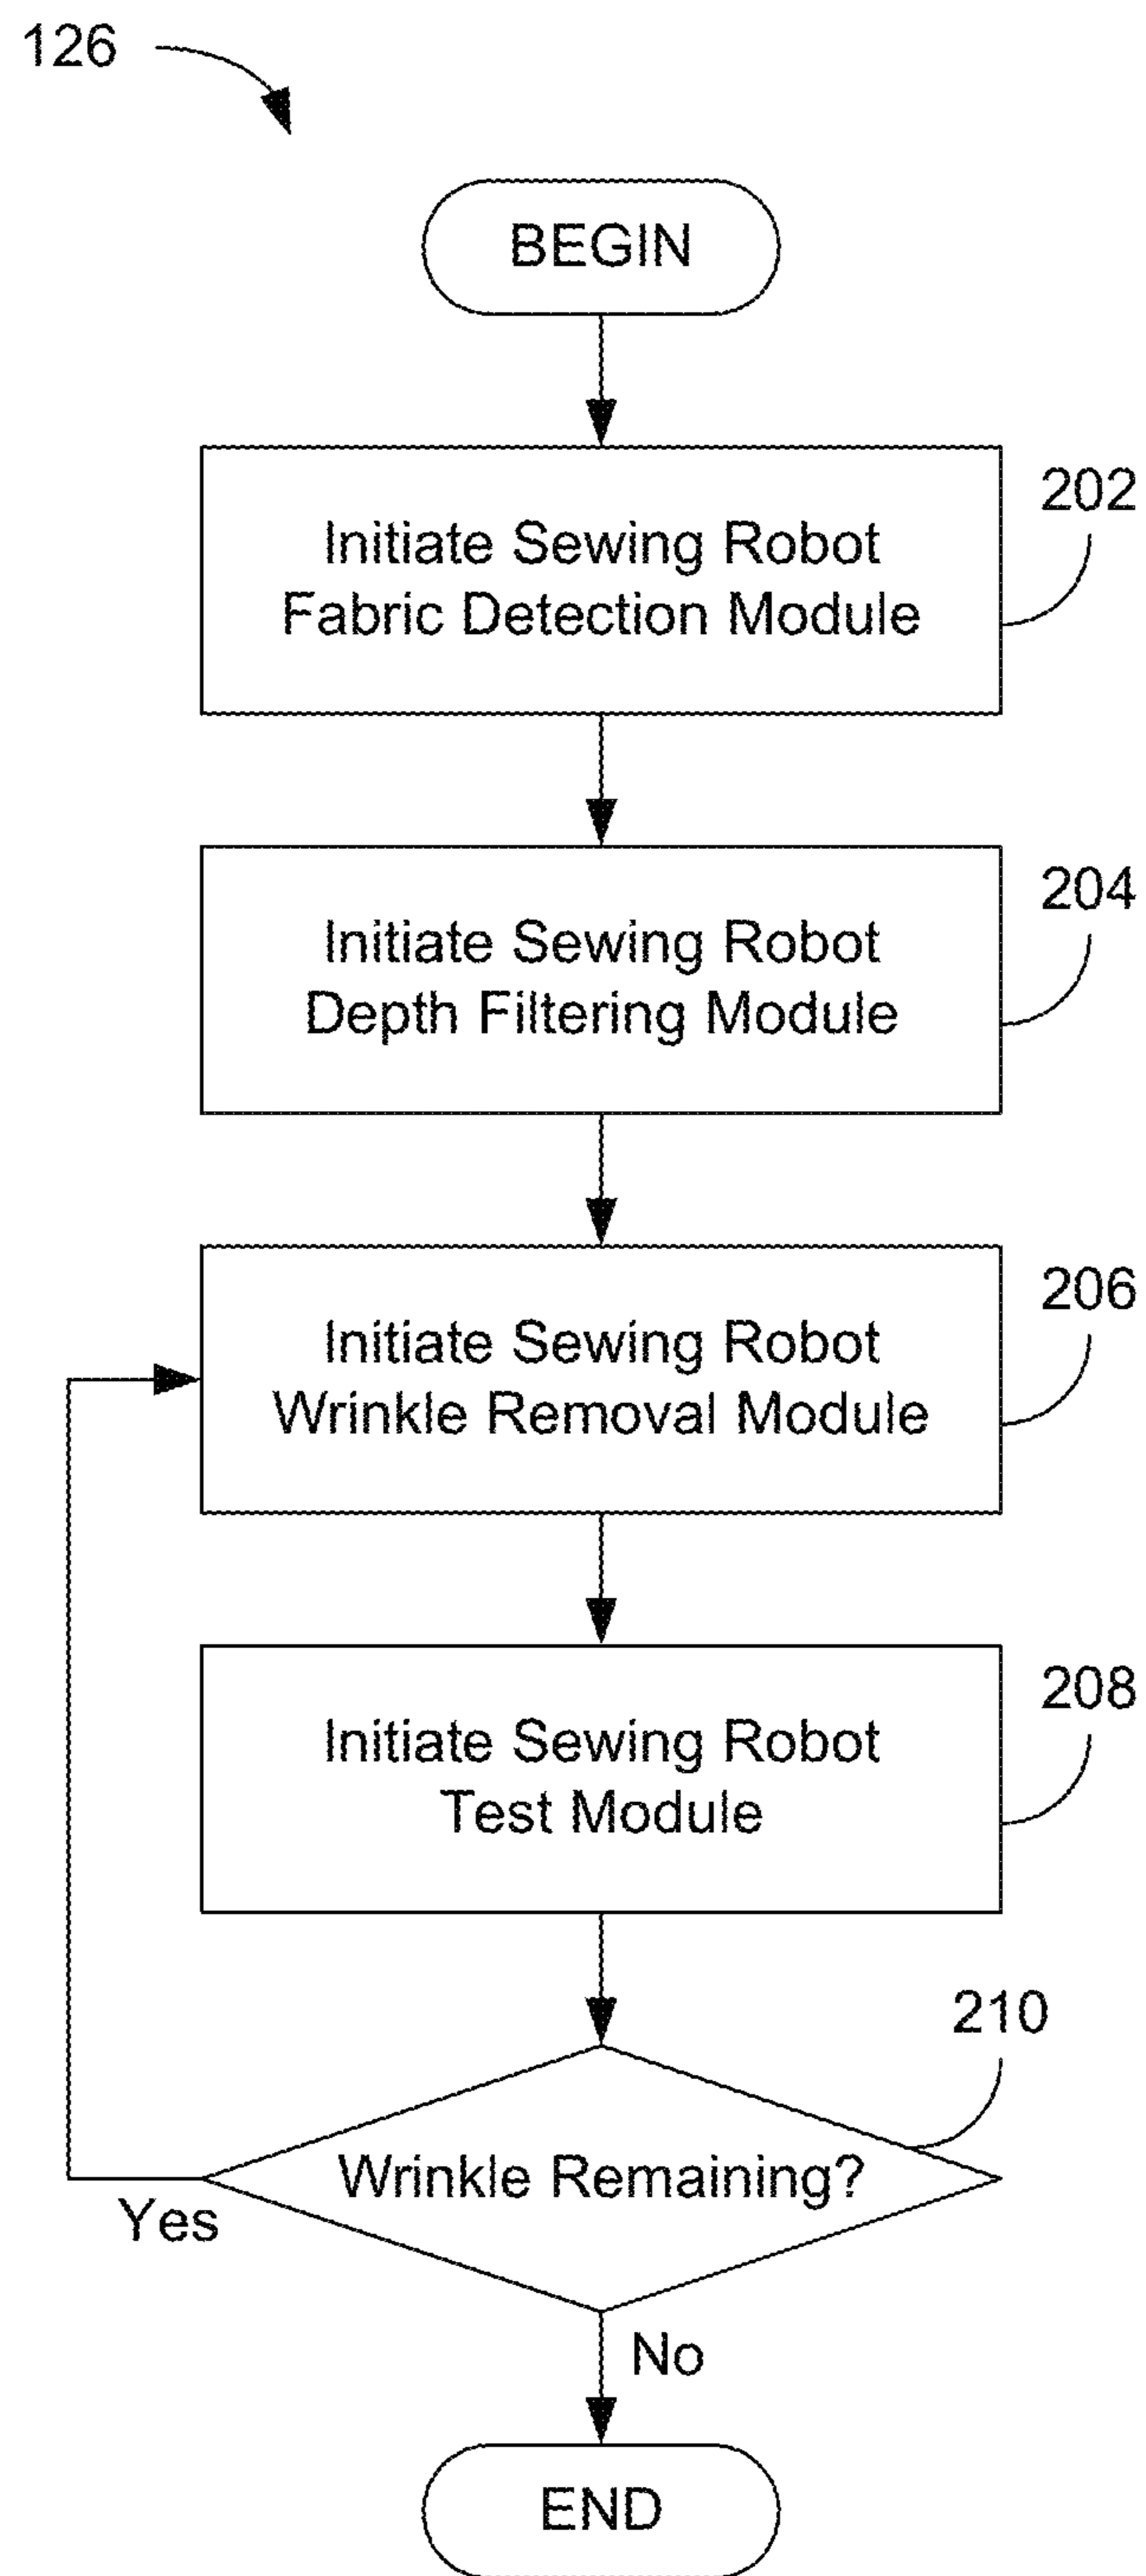 126
BEGIN
202
Initiate Sewing Robot
Fabric Detection Module
204
Initiate Sewing Robot
Depth Filtering Module
206
Initiate Sewing Robot
Wrinkle Removal Module
208
Initiate Sewing Robot
Test Module
210
Wrinkle Remaining?
Yes
No
END